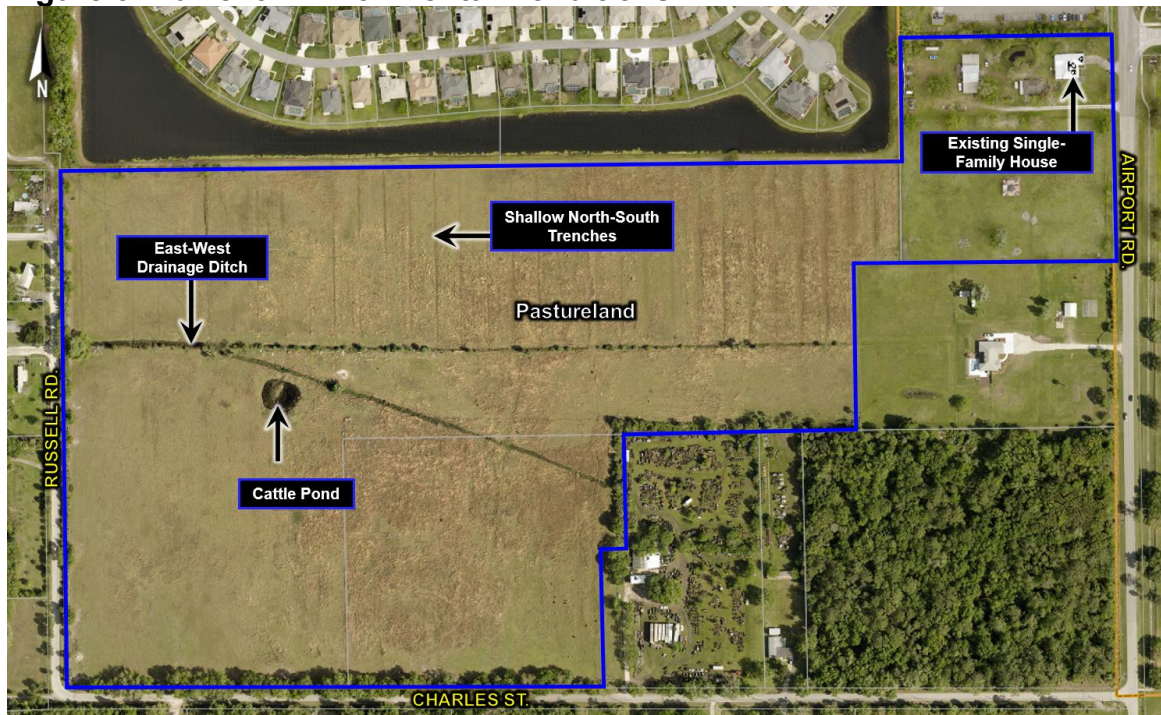 N
Existing Single-
Family House
AIRPORT RD.
Shallow North-South
Trenches
East-West
Drainage Ditch
Pastureland
RUSSELL RD.
Cattle Pond
CHARLES ST.